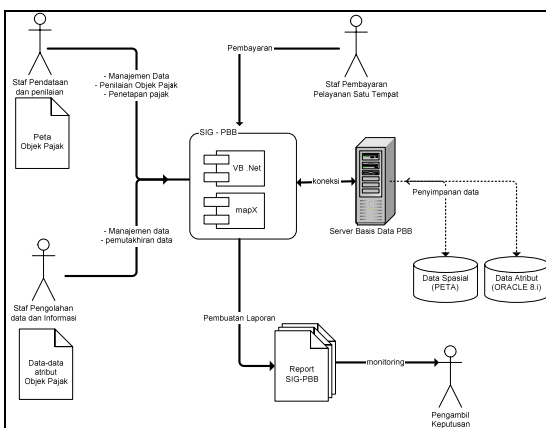 Staf Pendataan
dan penilaian
Peta
Objek Pajak
- Manajemen Data
- Penilaian Objek Pajak
- Penetapan pajak
Pembayaran
Staf Pembayaran
Pelayanan Satu Tempat
SIG - PBB
VB .Net
mapX
koneksi
Server Basis Data PBB
Penyimpanan data
Data Spasial
(PETA)
Data Atribut
(ORACLE 8.i)
- Manajemen data
- pemutakhiran data
Staf Pengolahan
data dan Informasi
Data-data
atribut
Objek Pajak
Pembuatan Laporan
Report
SIG-PBB
monitoring
Pengambil
Keputusan